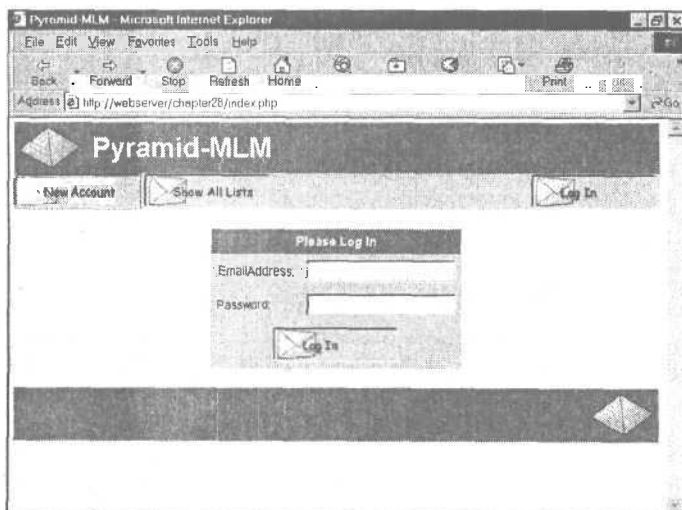 Pyramid-MLM - Microsoft Internet Explorer
File Edit View Favorites Tools Help
Back Forward Stop Refresh Home Print
Address http://webserver/chapter28/index.php Go
Pyramid-MLM
New Account Show All Lists Log In
Please Log In
EmailAddress:
Password:
Log In